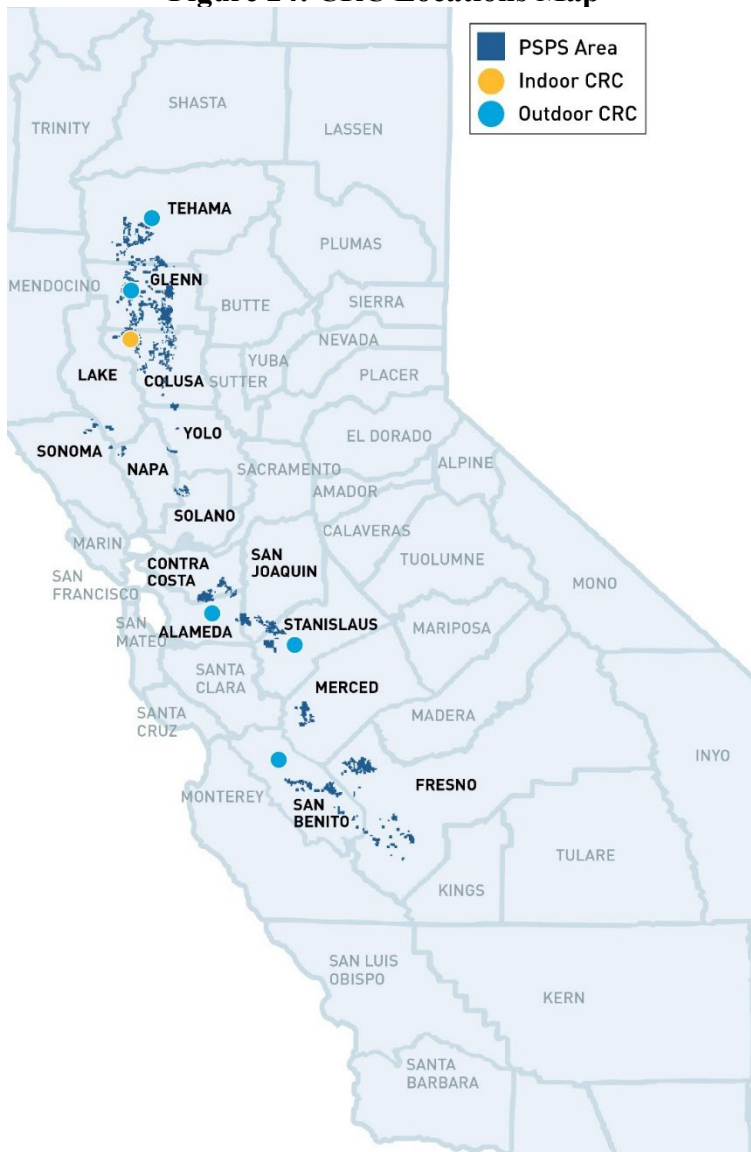 Figure 14: CRC Locations Map
PSPS Area
Indoor CRC
Outdoor CRC
SHASTA
TRINITY
LASSEN
TEHAMA
PLUMAS
GLENN
MENDOCINO
BUTTE
SIERRA
NEVADA
YUBA
LAKE
COLUSA
SUTTER
PLACER
YOLO
EL DORADO
SONOMA
NAPA
SACRAMENTO
ALPINE
AMADOR
SOLANO
CALAVERAS
MARIN
SAN
JOAQUIN
CONTRA
COSTA
TUOLUMNE
SAN
FRANCISCO
MONO
SAN
MATEO
ALAMEDA
STANISLAUS
MARIPOSA
SANTA
CLARA
MERCED
SANTA
CRUZ
MADERA
INYO
MONTEREY
FRESNO
SAN
BENITO
TULARE
KINGS
SAN LUIS
OBISPO
KERN
SANTA
BARBARA